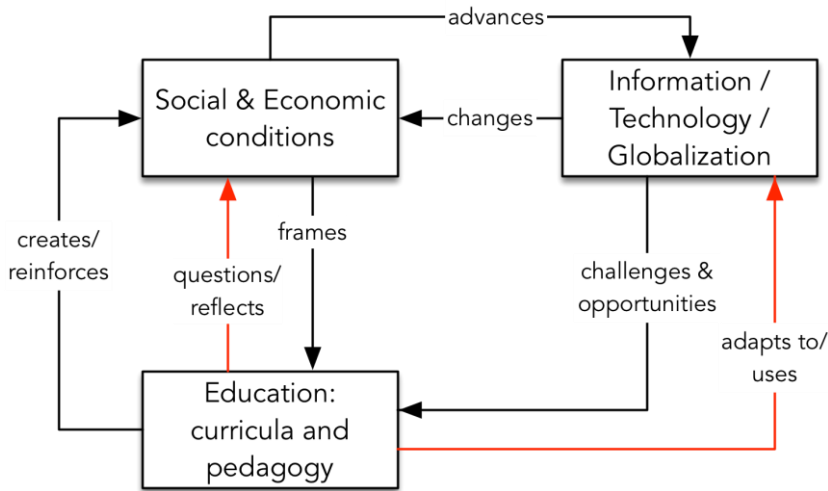 advances
Social & Economic
conditions
Information /
Technology /
Globalization
changes
creates/
reinforces
questions/
reflects
frames
challenges &
opportunities
adapts to/
uses
Education:
curricula and
pedagogy